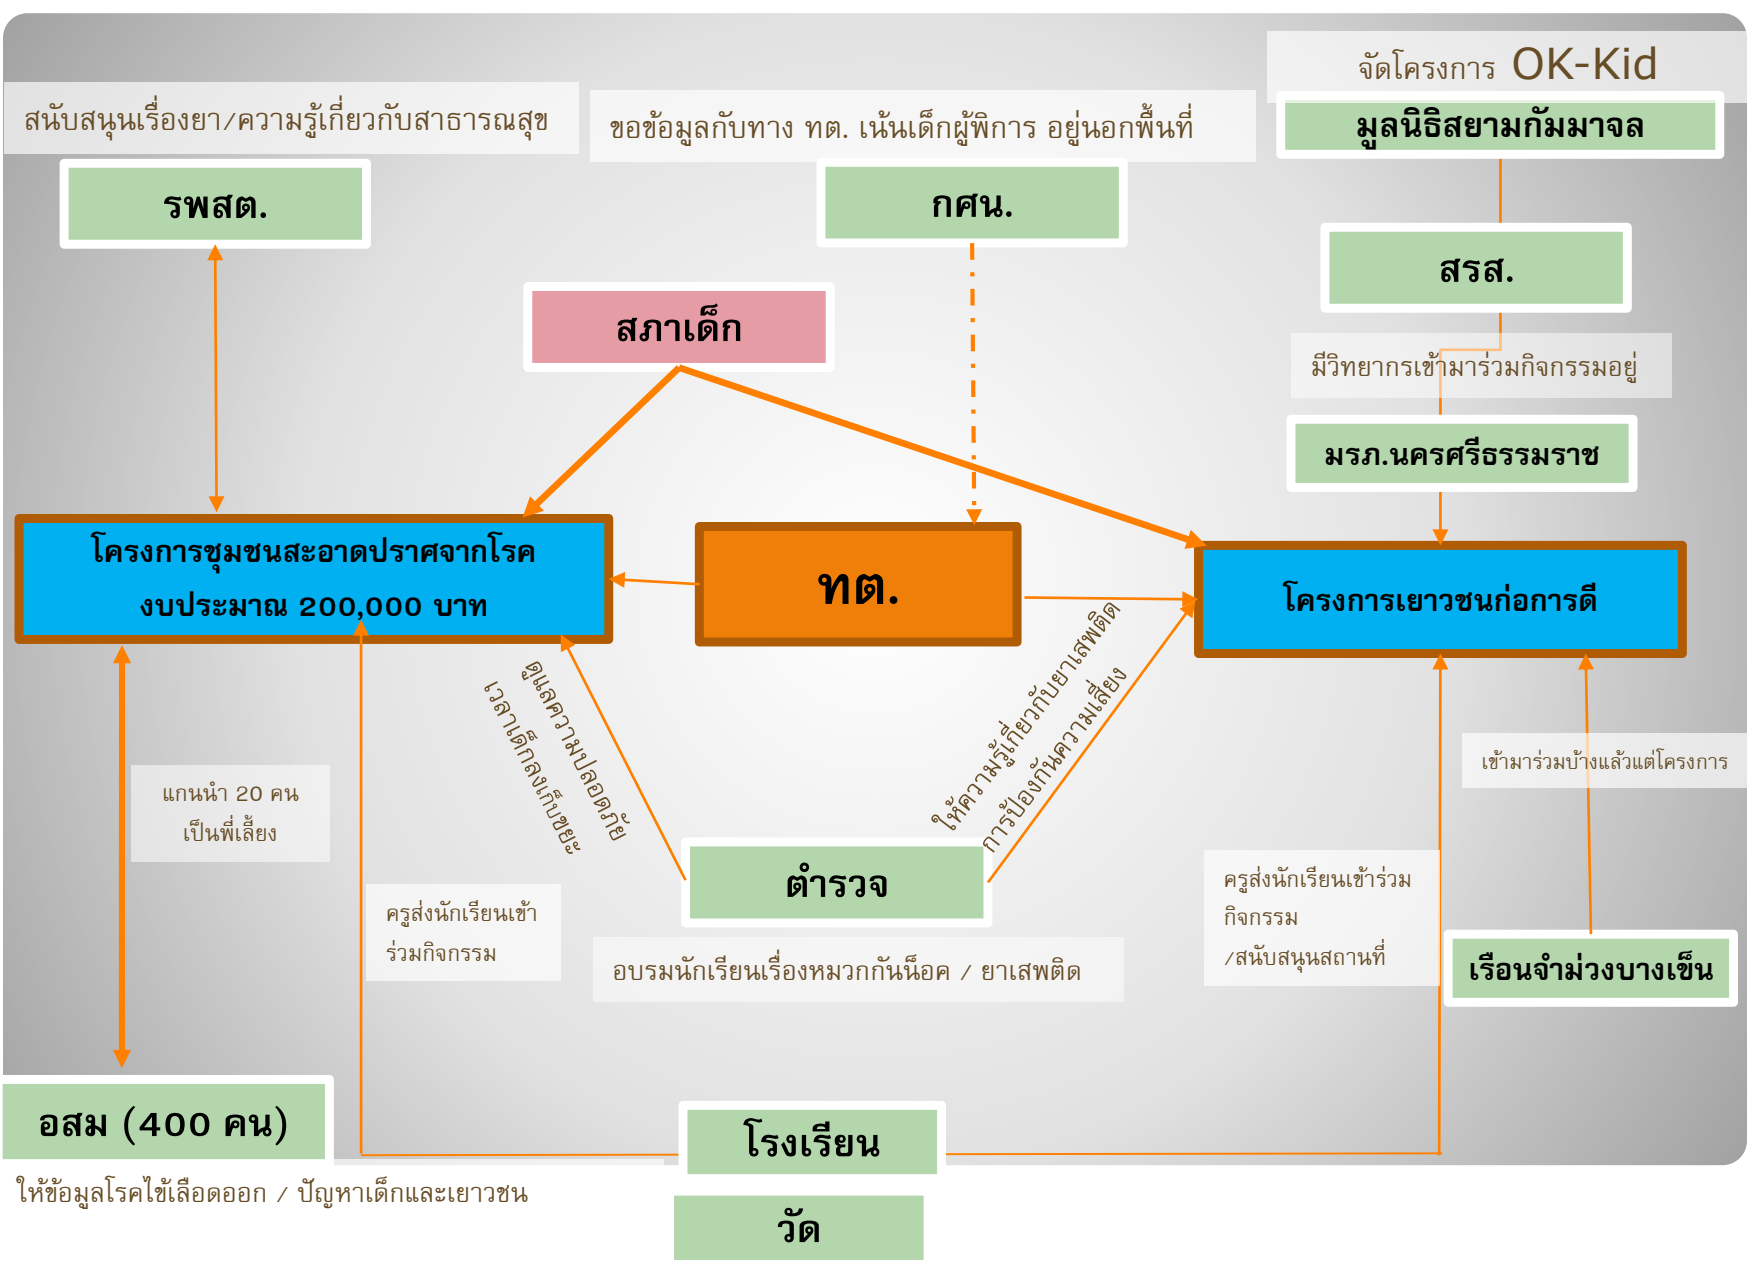 จัดโครงการ OK-Kid
สนับสนุนเรื่องยา/ความรู้เกี่ยวกับสาธารณสุข
ขอข้อมูลกับทาง ทต. เน้นเด็กผู้พิการ อยู่นอกพื้นที่
มูลนิธิสยามกัมมาจล
รพสต.
กศน.
สรส.
สภาเด็ก
มีวิทยากรเข้ามาร่วมกิจกรรมอยู่
มรภ.นครศรีธรรมราช
โครงการชุมชนสะอาดปราศจากโรค
งบประมาณ 200,000 บาท
ทต.
โครงการเยาวชนก่อการดี
ดูแลความปลอดภัย
เวลาเด็กลงเก็บขยะ
ให้ความรู้เกี่ยวกับยาเสพติด
การป้องกันความเสี่ยง
เข้ามาร่วมบ้างแล้วแต่โครงการ
แกนนำ 20 คน
เป็นพี่เลี้ยง
ตำรวจ
ครูส่งนักเรียนเข้า
ร่วมกิจกรรม
ครูส่งนักเรียนเข้าร่วม
กิจกรรม
/สนับสนุนสถานที่
อบรมนักเรียนเรื่องหมวกกันน็อค / ยาเสพติด
เรือนจำม่วงบางเข็น
อสม (400 คน)
โรงเรียน
ให้ข้อมูลโรคไข้เลือดออก / ปัญหาเด็กและเยาวชน
วัด